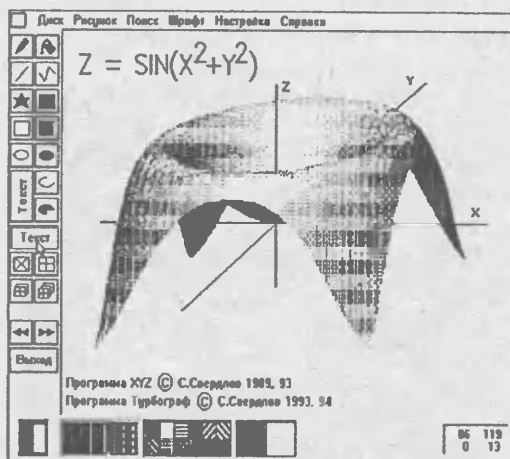 Диск Рисунок Поиск Шрифт Настройка Справка
Z = SIN(X²+Y²)
Z
Y
X
Текст
Текст
Выход
Программа XYZ © С.Свердлов 1989, 93
Программа Турбограф © С.Свердлов 1993, 94
86 119
0 13